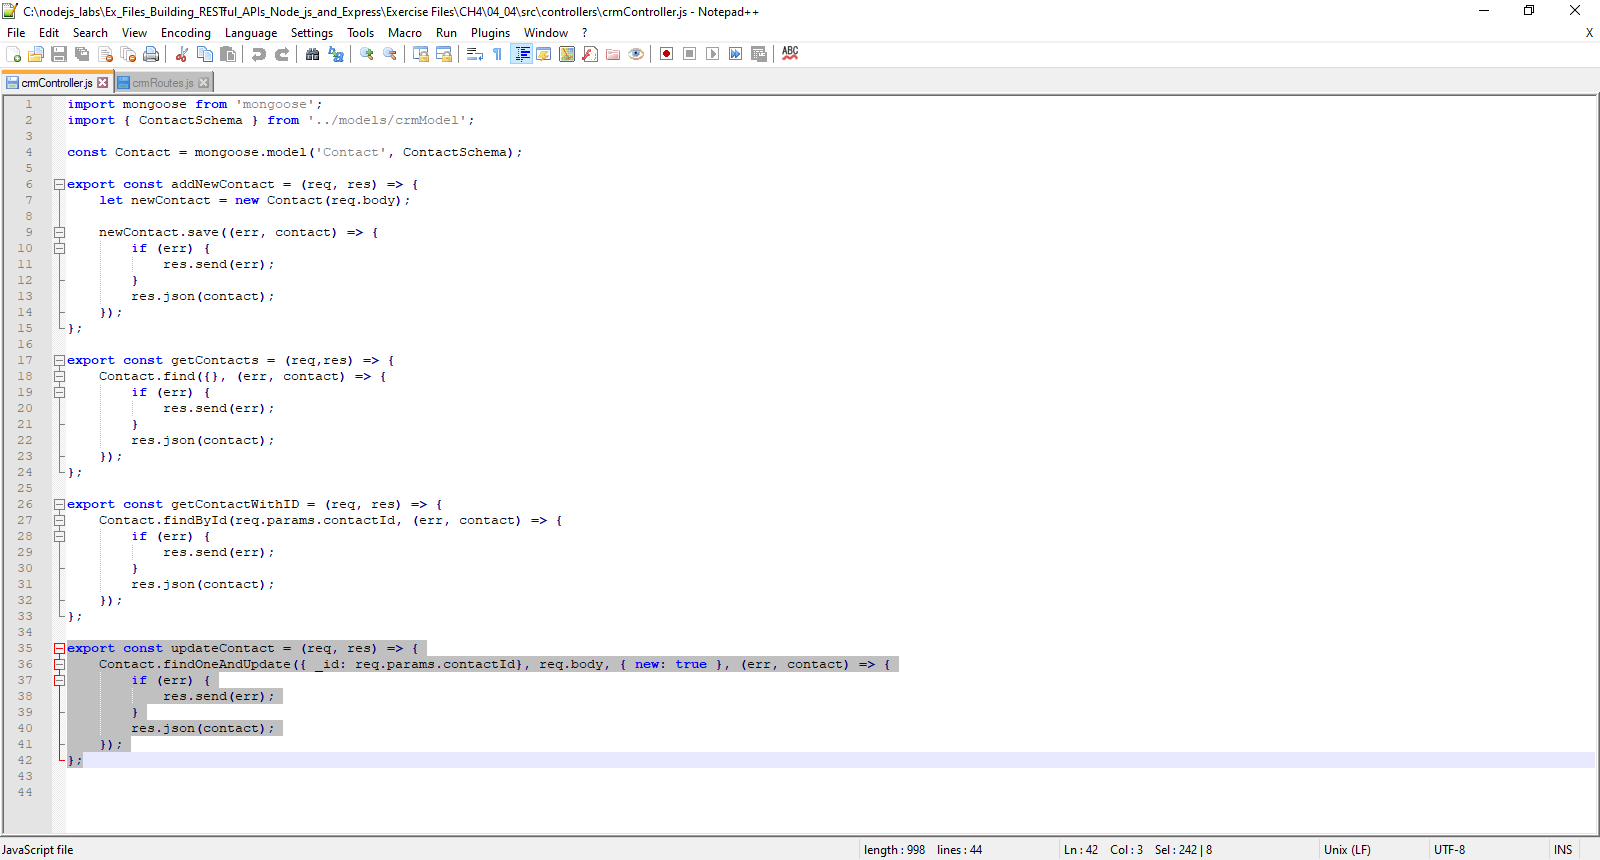 C:\nodejs_labs\Ex_Files_Building_RESTful_APIs_Node_js_and_Express\Exercise Files\CH4\04_04\src\controllers\crmController.js - Notepad++
File Edit Search View Encoding Language Settings Tools Macro Run Plugins Window ? X
ABC
crmController.js crmRoutes.js
1 import mongoose from 'mongoose';
2 import { ContactSchema } from '../models/crmModel';
3
4 const Contact = mongoose.model('Contact', ContactSchema);
5
6 export const addNewContact = (req, res) => {
7 let newContact = new Contact(req.body);
8
9 newContact.save((err, contact) => {
10 if (err) {
11 res.send(err);
12 }
13 res.json(contact);
14 });
15 };
16
17 export const getContacts = (req,res) => {
18 Contact.find({}, (err, contact) => {
19 if (err) {
20 res.send(err);
21 }
22 res.json(contact);
23 });
24 };
25
26 export const getContactWithID = (req, res) => {
27 Contact.findById(req.params.contactId, (err, contact) => {
28 if (err) {
29 res.send(err);
30 }
31 res.json(contact);
32 });
33 };
34
35 export const updateContact = (req, res) => {
36 Contact.findOneAndUpdate({ _id: req.params.contactId}, req.body, { new: true }, (err, contact) => {
37 if (err) {
38 res.send(err);
39 }
40 res.json(contact);
41 });
42 };
43
44
JavaScript file length : 998 lines : 44 Ln : 42 Col : 3 Sel : 242 | 8 Unix (LF) UTF-8 INS